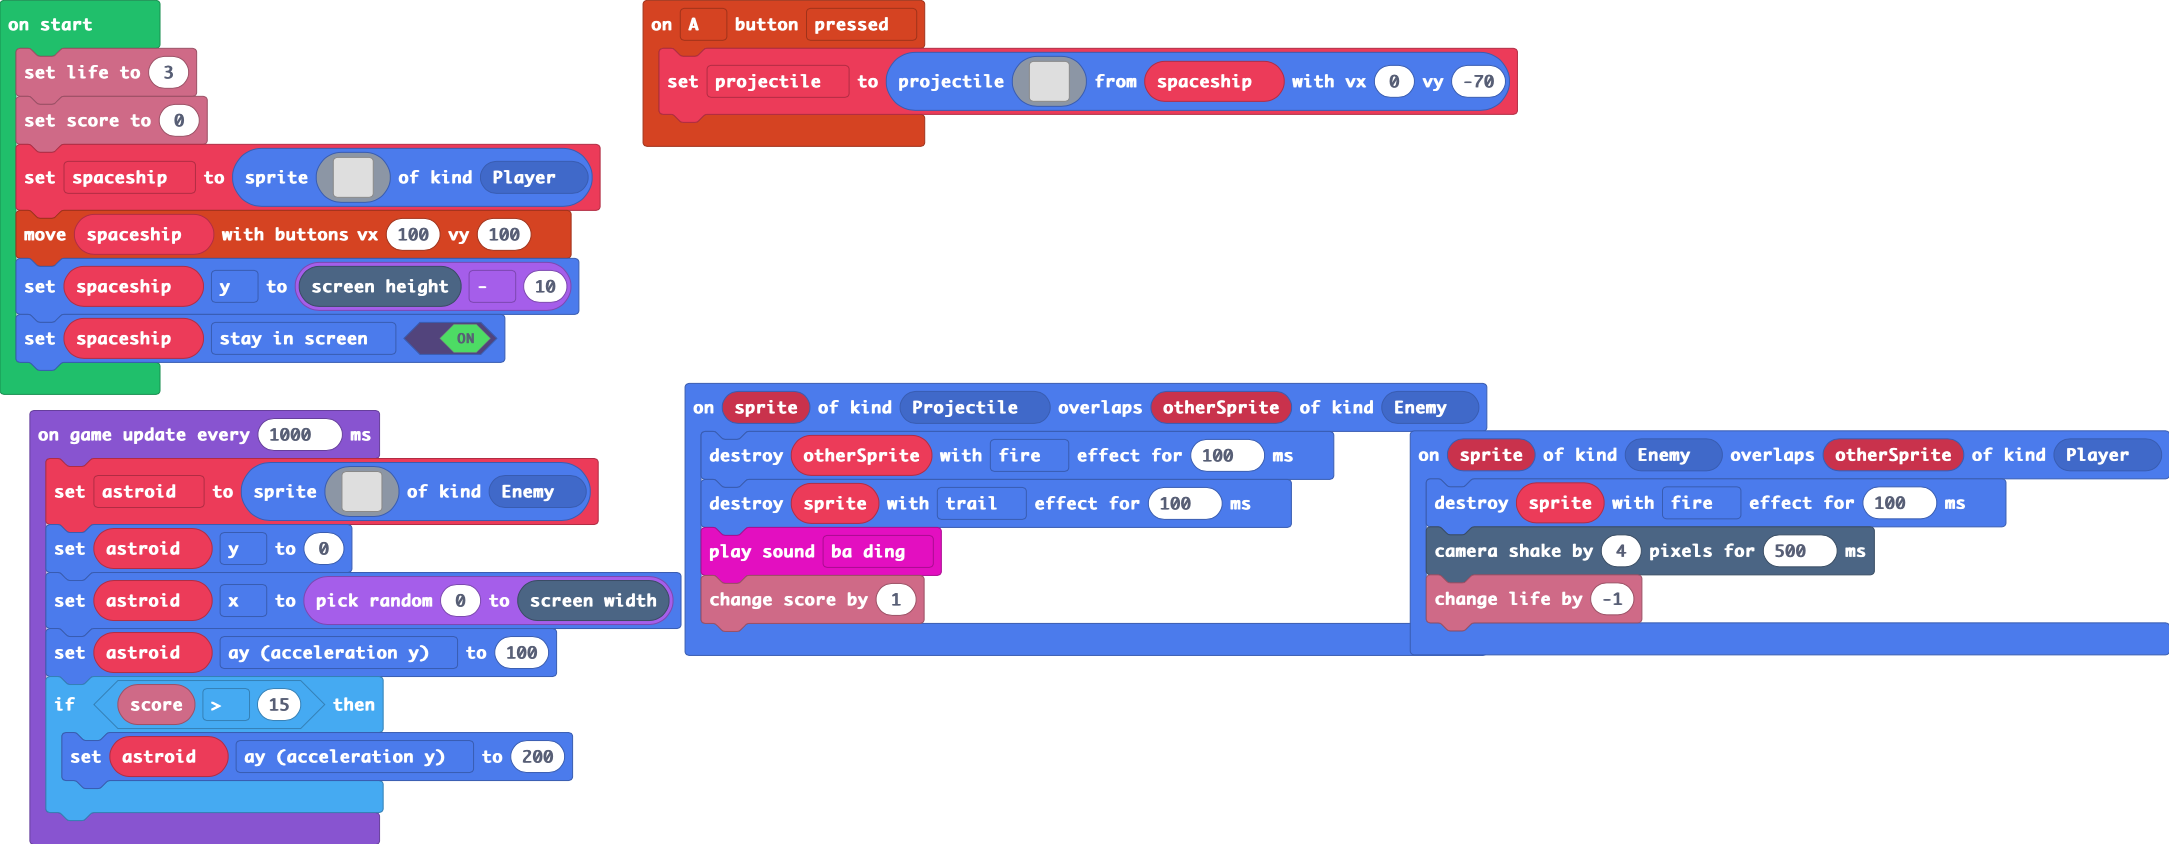 on start
set life to 3
set score to 0
set spaceship to sprite of kind Player
move spaceship with buttons vx 100 vy 100
set spaceship y to screen height - 10
set spaceship stay in screen ON
on game update every 1000 ms
set astroid to sprite of kind Enemy
set astroid y to 0
set astroid x to pick random 0 to screen width
set astroid ay (acceleration y) to 100
if score > 15 then
set astroid ay (acceleration y) to 200
on A button pressed
set projectile to projectile from spaceship with vx 0 vy -70
on sprite of kind Projectile overlaps otherSprite of kind Enemy
destroy otherSprite with fire effect for 100 ms
destroy sprite with trail effect for 100 ms
play sound ba ding
change score by 1
on sprite of kind Enemy overlaps otherSprite of kind Player
destroy sprite with fire effect for 100 ms
camera shake by 4 pixels for 500 ms
change life by -1